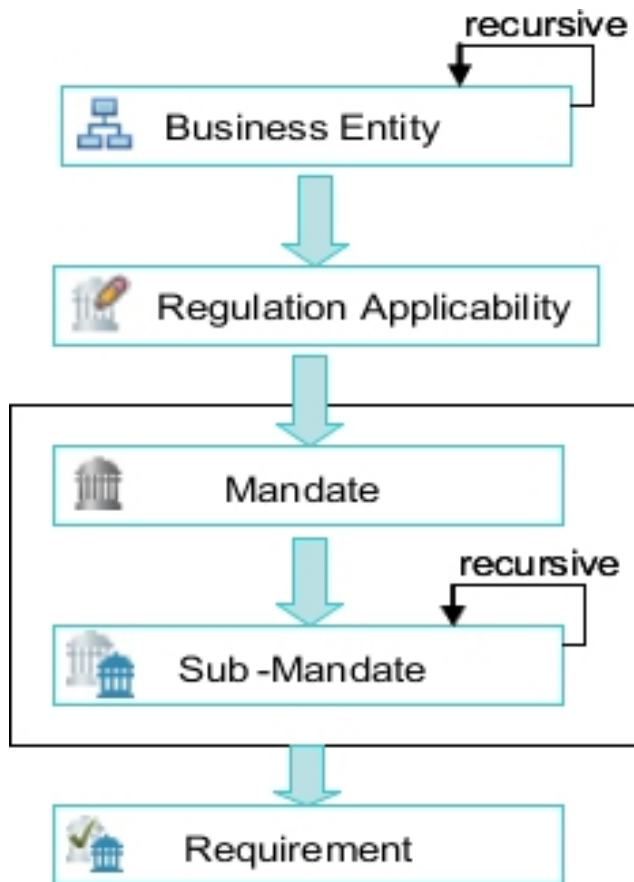 recursive
Business Entity
Regulation Applicability
Mandate
recursive
Sub-Mandate
Requirement